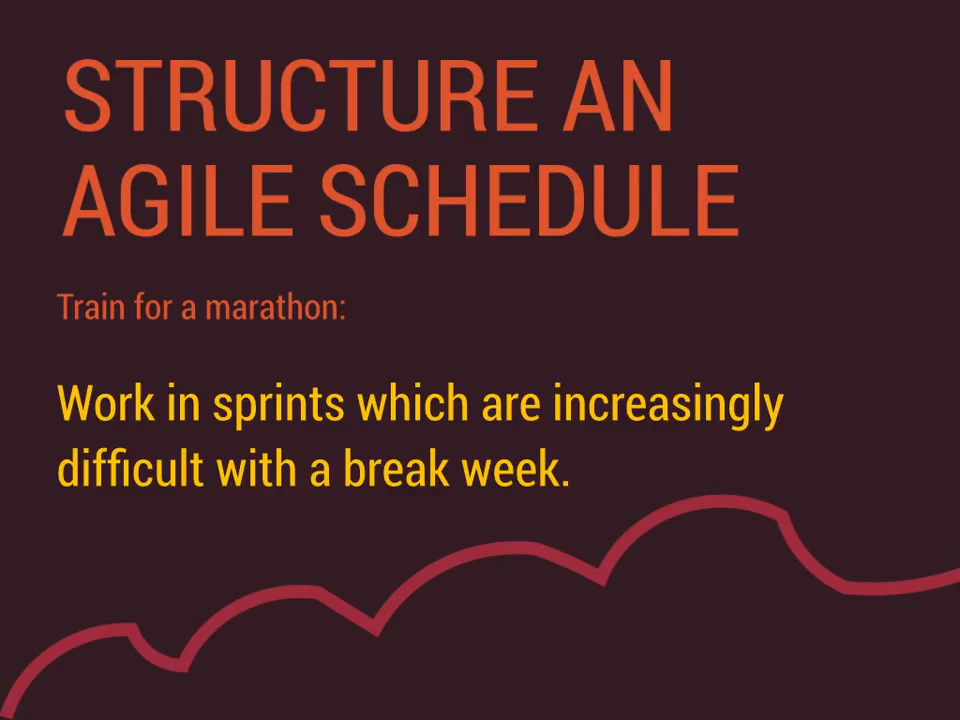 STRUCTURE AN
AGILE SCHEDULE
Train for a marathon:
Work in sprints which are increasingly
difficult with a break week.